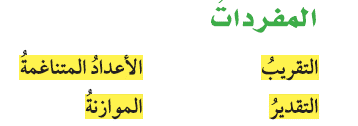 المفردات
التقريبُ الأعدادُ المتناغمةُ
التقديرُ الموازنةُ